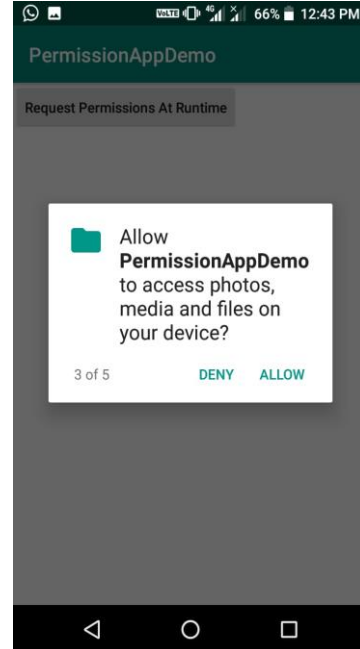 VoLTE 4G 66% 12:43 PM
PermissionAppDemo
Request Permissions At Runtime
Allow
PermissionAppDemo
to access photos,
media and files on
your device?
3 of 5 DENY ALLOW